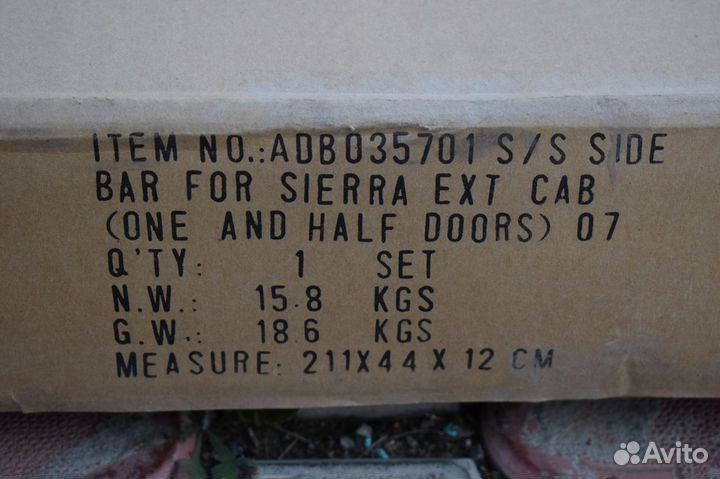 ITEM NO.:ADB035701 S/S SIDE
BAR FOR SIERRA EXT CAB
(ONE AND HALF DOORS) 07
Q'TY: 1 SET
N.W.: 15.8 KGS
G.W.: 18.6 KGS
MEASURE: 211X44 X 12 CM
Avito